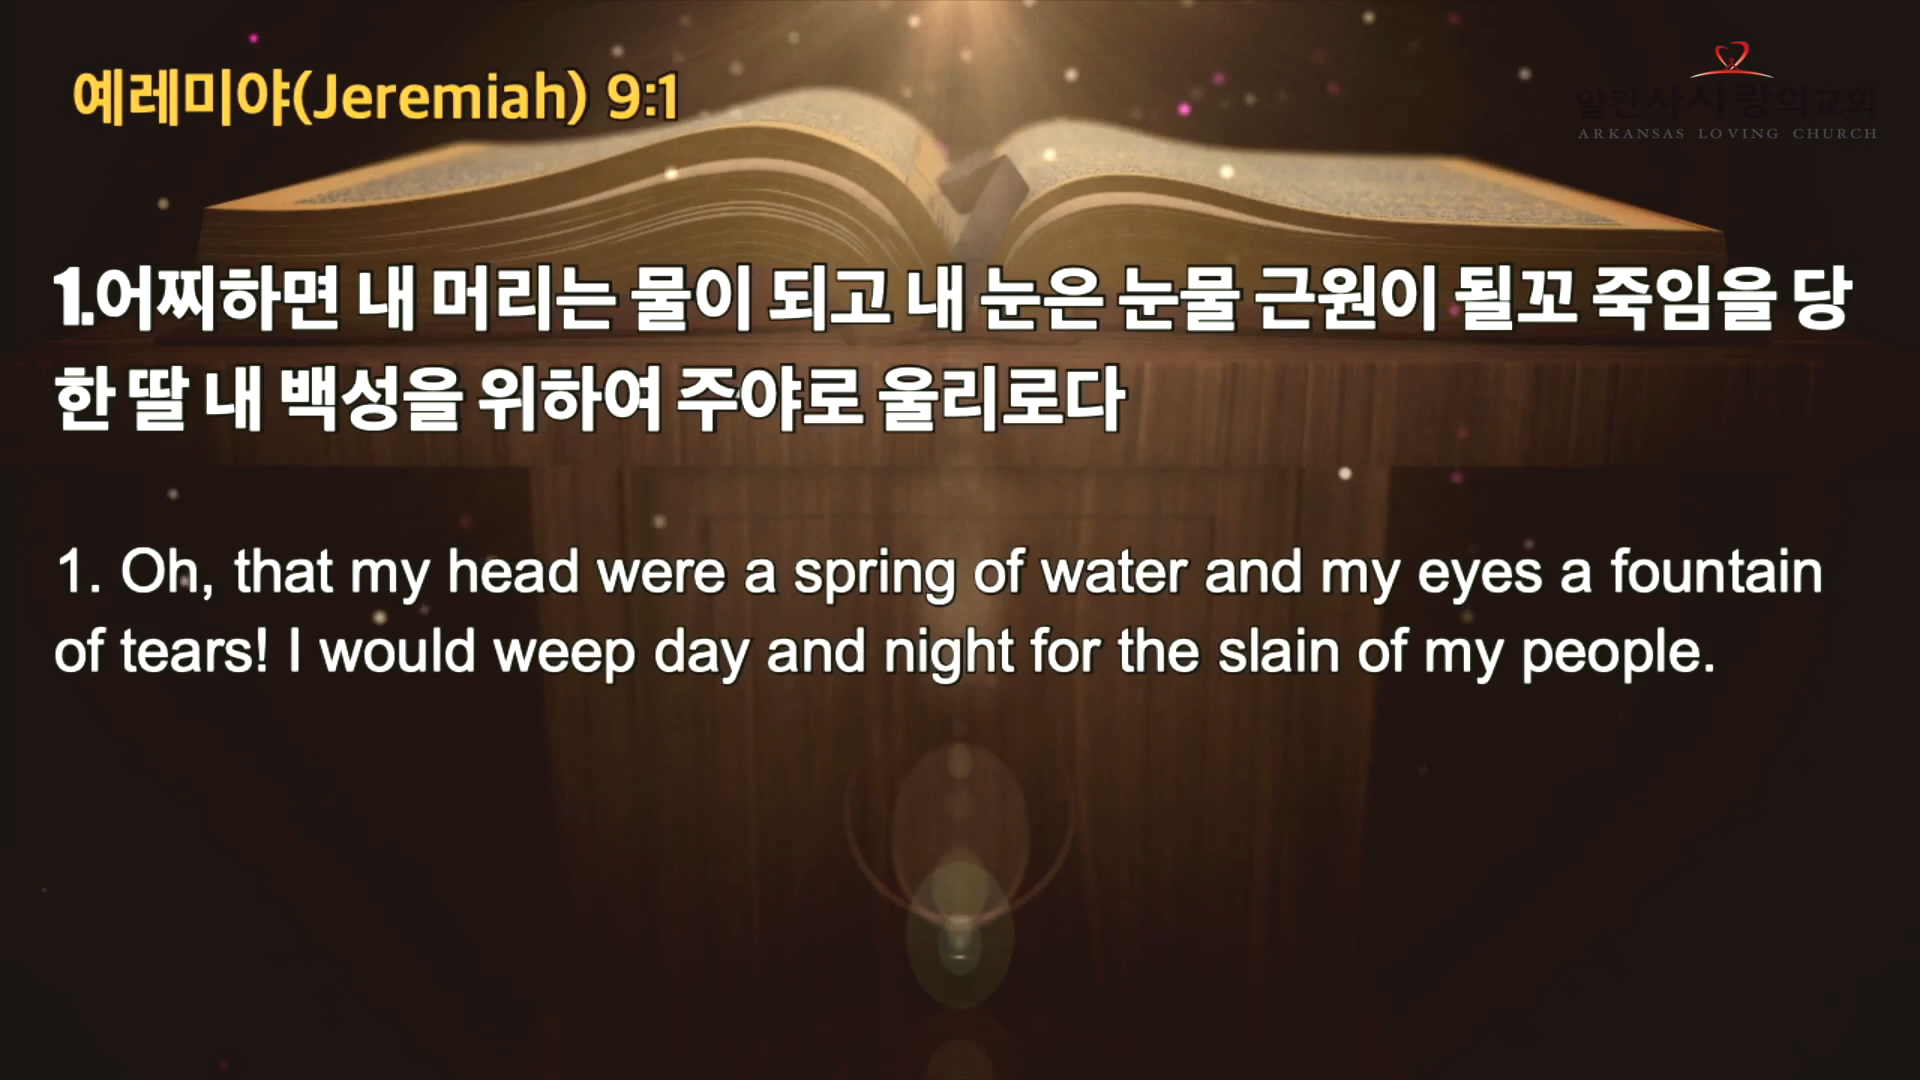 예레미야(Jeremiah) 9:1
알칸사사랑의교회
ARKANSAS LOVING CHURCH
1.어찌하면 내 머리는 물이 되고 내 눈은 눈물 근원이 될꼬 죽임을 당
한 딸 내 백성을 위하여 주야로 울리로다
1. Oh, that my head were a spring of water and my eyes a fountain
of tears! I would weep day and night for the slain of my people.